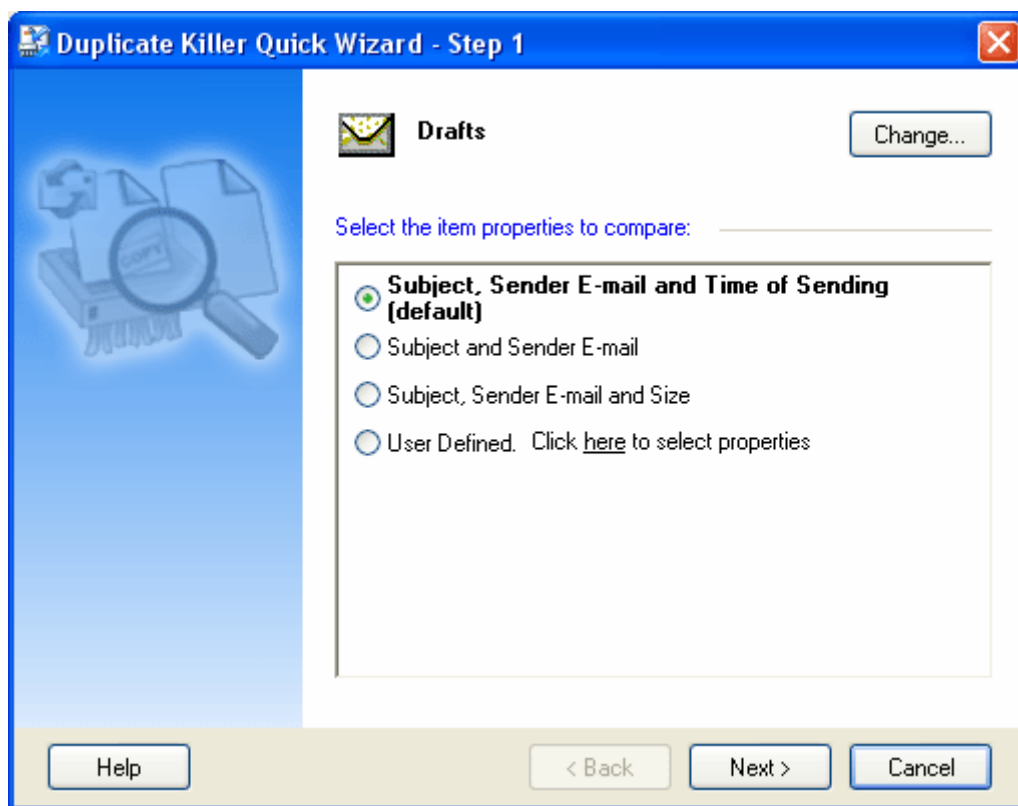 Duplicate Killer Quick Wizard - Step 1
Drafts
Change...
Select the item properties to compare:
Subject, Sender E-mail and Time of Sending
(default)
Subject and Sender E-mail
Subject, Sender E-mail and Size
User Defined. Click here to select properties
COPY
Help
< Back
Next >
Cancel